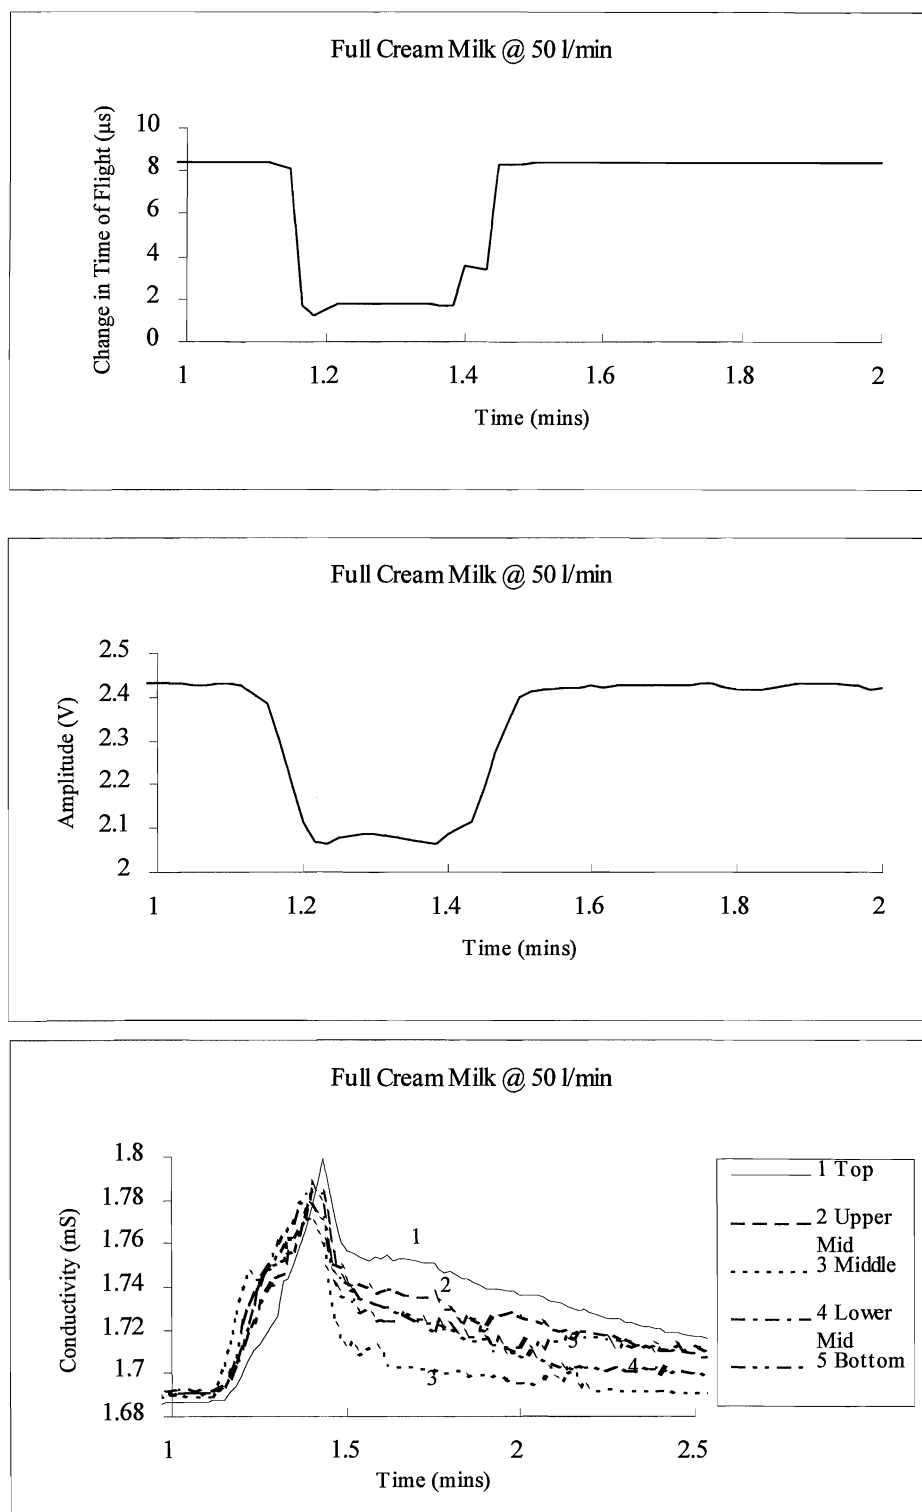 Full Cream Milk @ 50 l/min
Change in Time of Flight (µs)
10
8
6
4
2
0
1 1.2 1.4 1.6 1.8 2
Time (mins)
Full Cream Milk @ 50 l/min
Amplitude (V)
2.5
2.4
2.3
2.2
2.1
2
1 1.2 1.4 1.6 1.8 2
Time (mins)
Full Cream Milk @ 50 l/min
Conductivity (mS)
1.8
1.78
1.76
1.74
1.72
1.7
1.68
1
2
5
4
3
1 1.5 2 2.5
Time (mins)
1 Top
2 Upper
Mid
3 Middle
4 Lower
Mid
5 Bottom